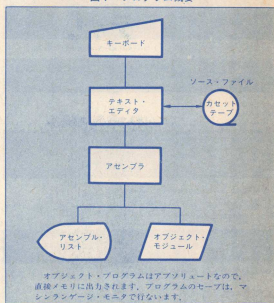 キーボード
ソース・ファイル
テキスト・
エディタ
カセット
テープ
アセンブラ
アセンブル・
リスト
オブジェクト・
モジュール
オブジェクト・プログラムはアブソリュートなので、
直接メモリに出力されます。プログラムのセーブは、マ
シンランゲージ・モニタで行ないます。